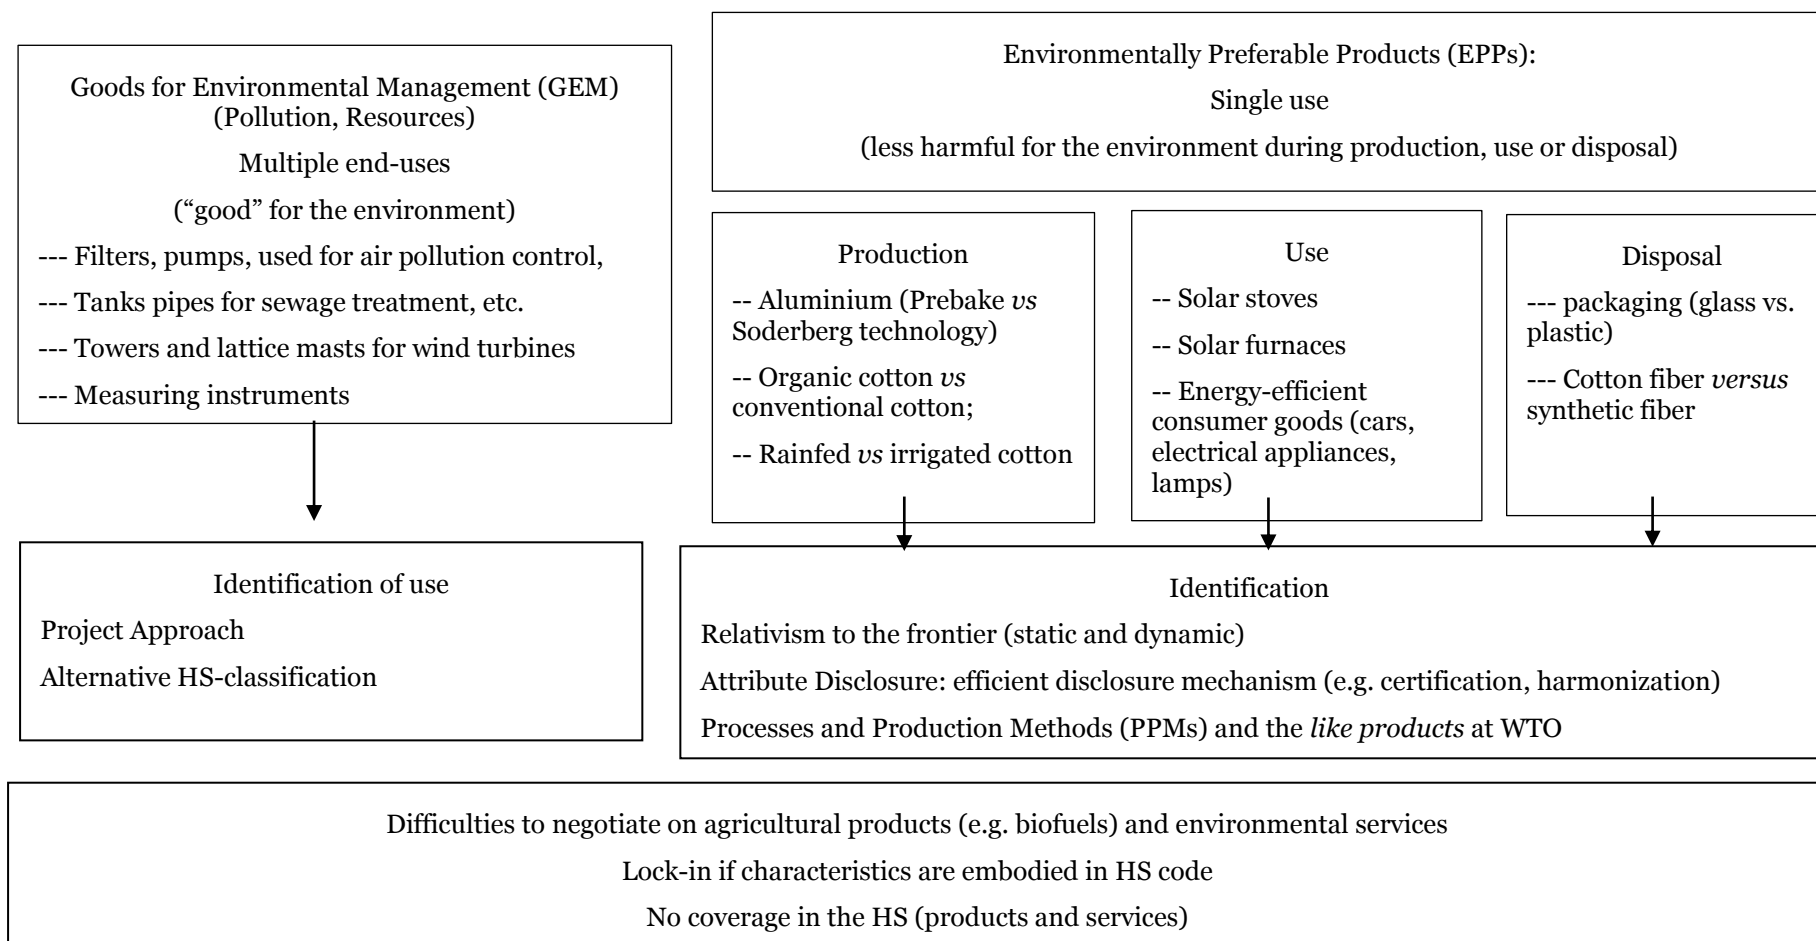 Goods for Environmental Management (GEM)
(Pollution, Resources)
Multiple end-uses
(“good” for the environment)
--- Filters, pumps, used for air pollution control,
--- Tanks pipes for sewage treatment, etc.
--- Towers and lattice masts for wind turbines
--- Measuring instruments
Environmentally Preferable Products (EPPs):
Single use
(less harmful for the environment during production, use or disposal)
Production
-- Aluminium (Prebake vs
Soderberg technology)
-- Organic cotton vs
conventional cotton;
-- Rainfed vs irrigated cotton
Use
-- Solar stoves
-- Solar furnaces
-- Energy-efficient
consumer goods (cars,
electrical appliances,
lamps)
Disposal
--- packaging (glass vs.
plastic)
--- Cotton fiber versus
synthetic fiber
Identification of use
Project Approach
Alternative HS-classification
Identification
Relativism to the frontier (static and dynamic)
Attribute Disclosure: efficient disclosure mechanism (e.g. certification, harmonization)
Processes and Production Methods (PPMs) and the like products at WTO
Difficulties to negotiate on agricultural products (e.g. biofuels) and environmental services
Lock-in if characteristics are embodied in HS code
No coverage in the HS (products and services)